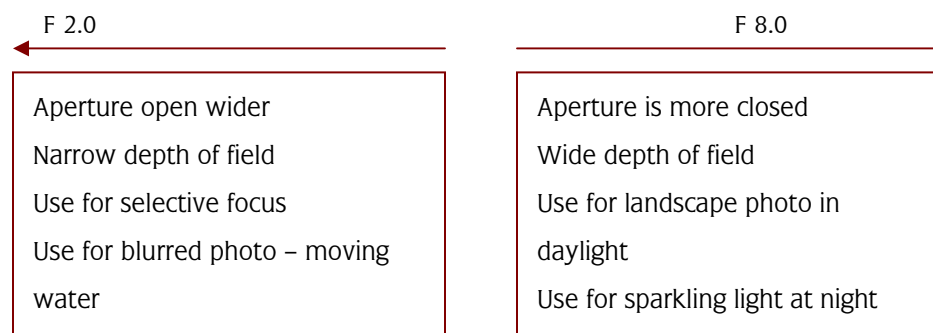 F 2.0
Aperture open wider
Narrow depth of field
Use for selective focus
Use for blurred photo – moving
water
F 8.0
Aperture is more closed
Wide depth of field
Use for landscape photo in
daylight
Use for sparkling light at night